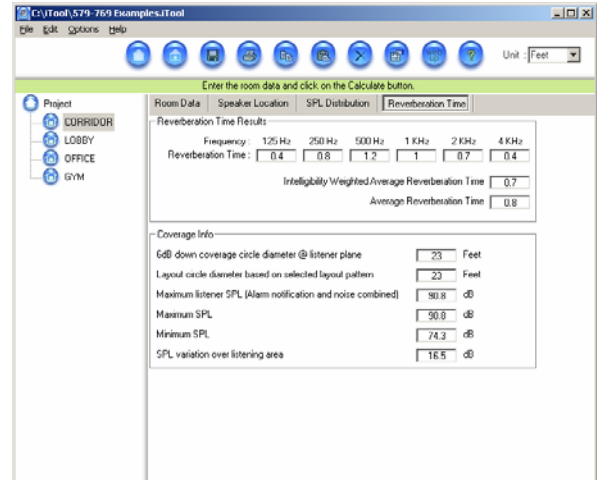 C:\iTool\579-769 Examples.iTool
File Edit Options Help
Unit : Feet
Enter the room data and click on the Calculate button.
Project
CORRIDOR
LOBBY
OFFICE
GYM
Room Data Speaker Location SPL Distribution Reverberation Time
Reverberation Time Results
Frequency : 125 Hz 250 Hz 500 Hz 1 KHz 2 KHz 4 KHz
Reverberation Time : 0.4 0.8 1.2 1 0.7 0.4
Intelligibility Weighted Average Reverberation Time 0.7
Average Reverberation Time 0.8
Coverage Info
6dB down coverage circle diameter @ listener plane 23 Feet
Layout circle diameter based on selected layout pattern 23 Feet
Maximum listener SPL (Alarm notification and noise combined) 90.8 dB
Maximum SPL 90.8 dB
Minimum SPL 74.3 dB
SPL variation over listening area 16.5 dB